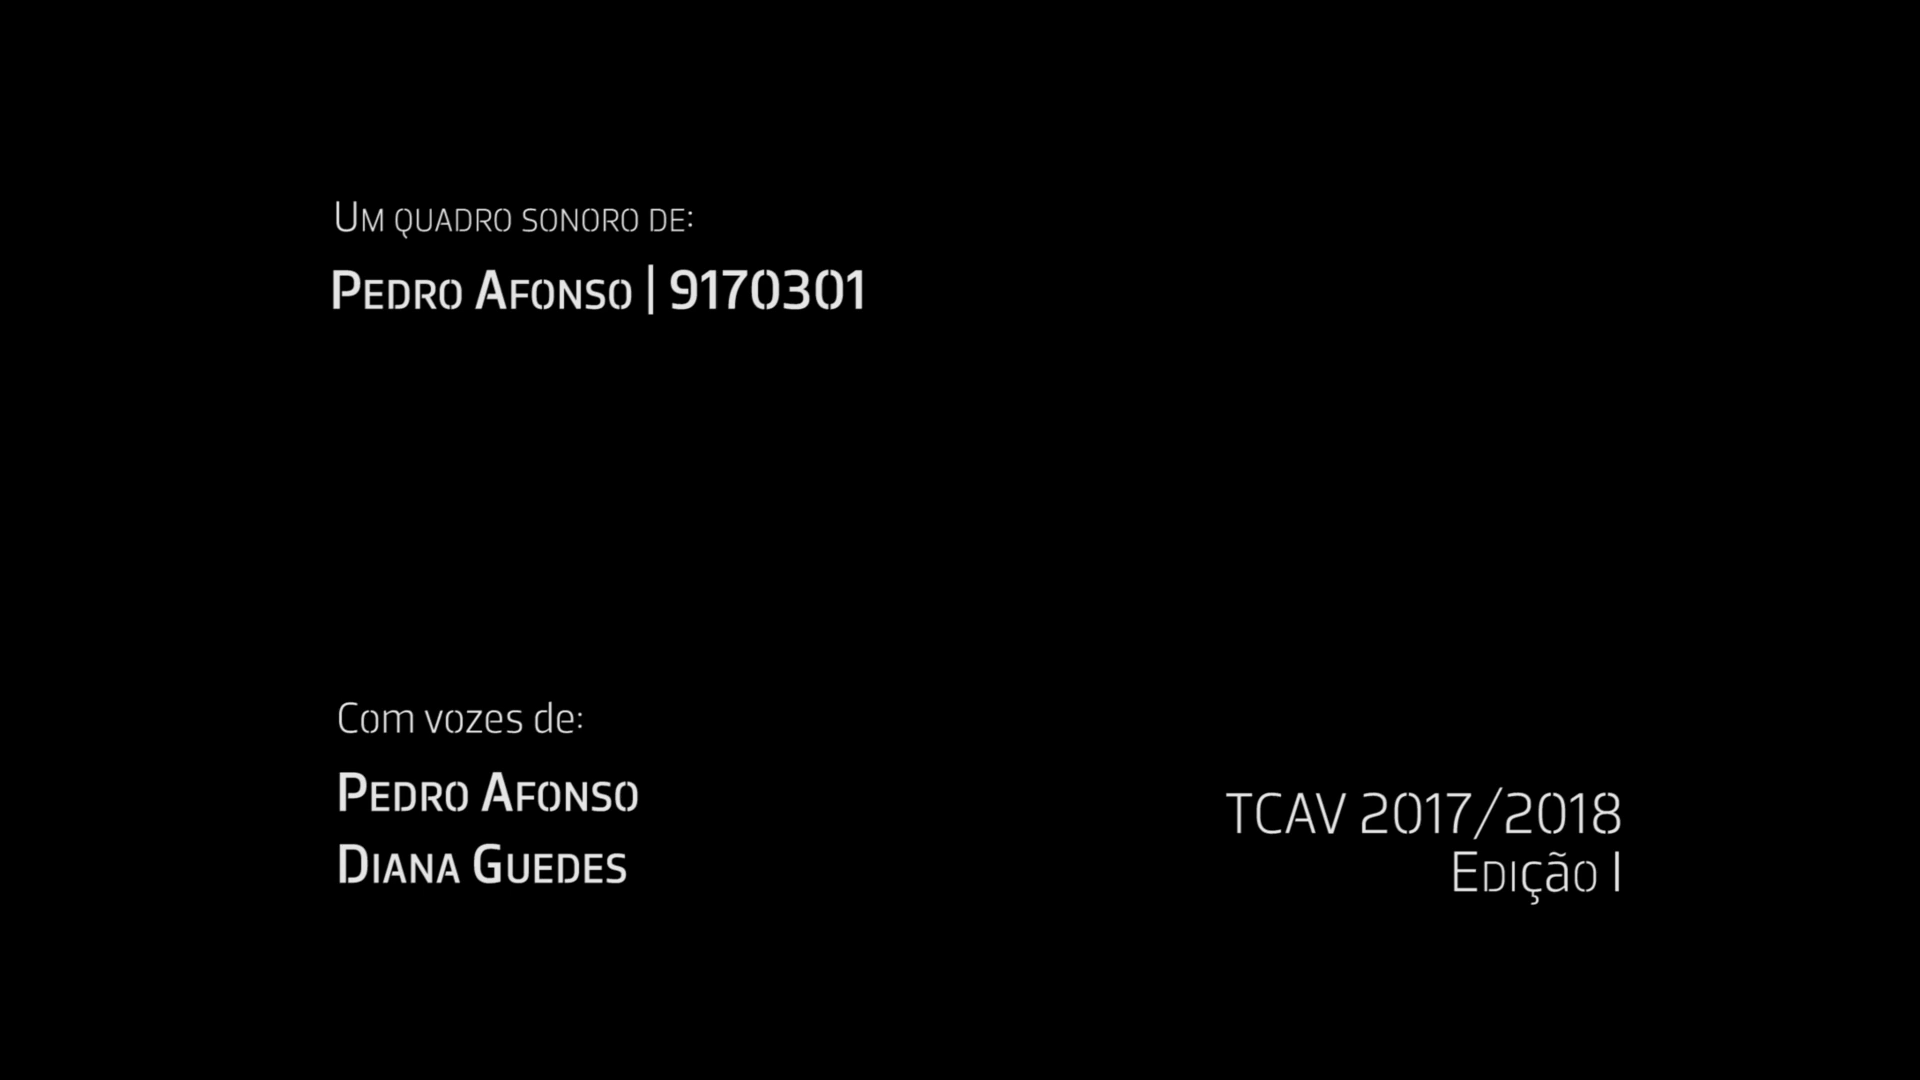 Um quadro sonoro de:
Pedro Afonso | 9170301
Com vozes de:
Pedro Afonso
Diana Guedes
TCAV 2017/2018
Edição I